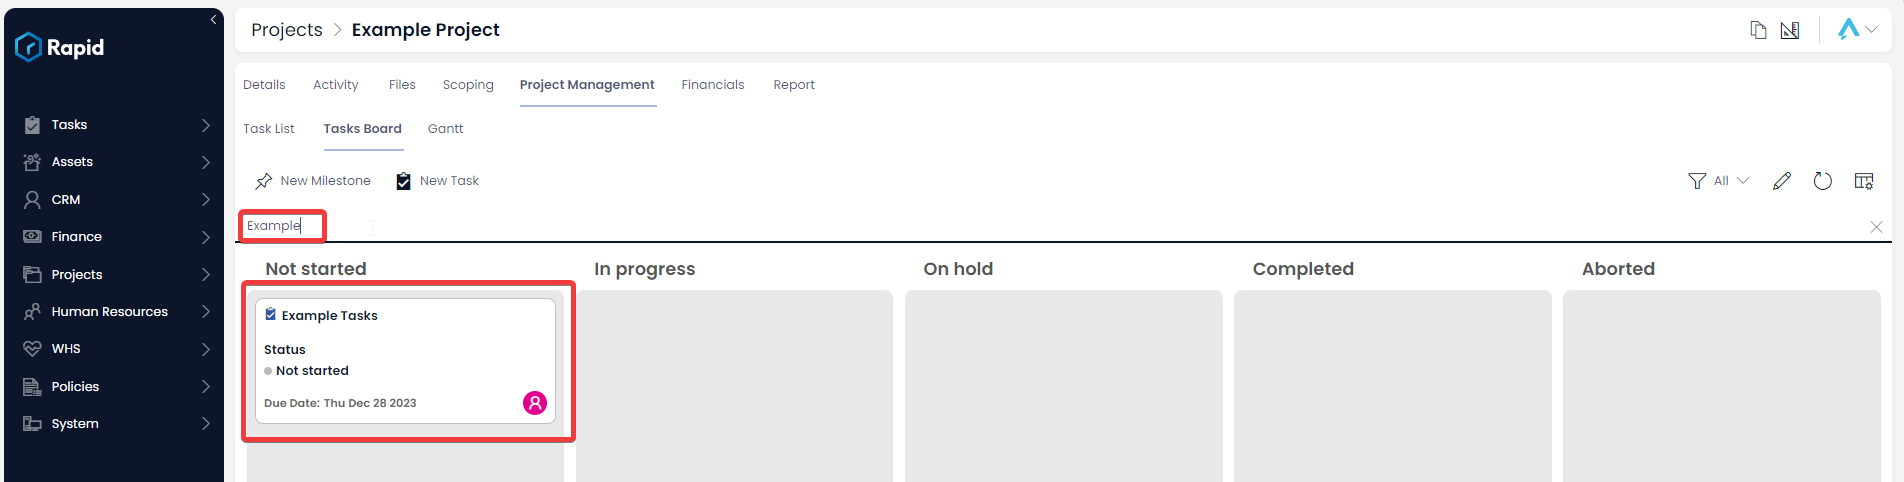 Rapid
Tasks
Assets
CRM
Finance
Projects
Human Resources
WHS
Policies
System
Projects > Example Project
Details Activity Files Scoping Project Management Financials Report
Task List Tasks Board Gantt
New Milestone New Task All
Example
Not started In progress On hold Completed Aborted
Example Tasks
Status
Not started
Due Date: Thu Dec 28 2023